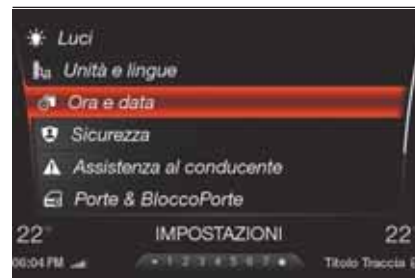 Luci
Unità e lingue
Ora e data
Sicurezza
Assistenza al conducente
Porte & BloccoPorte
22° IMPOSTAZIONI 22°
06:04 PM 1 2 3 4 5 6 7 Titolo Traccia